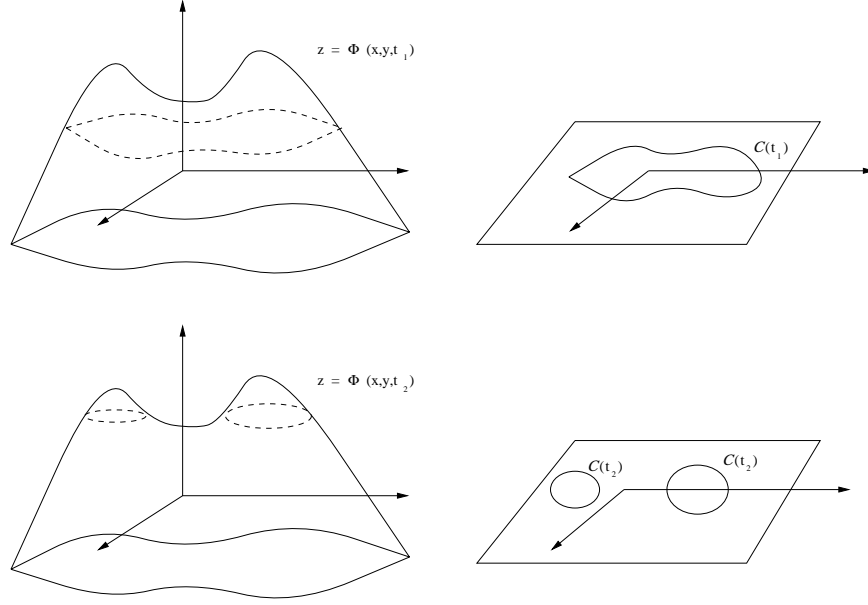 z = Φ (x,y,t₁)
C(t₁)
z = Φ (x,y,t₂)
C(t₂)
C(t₂)